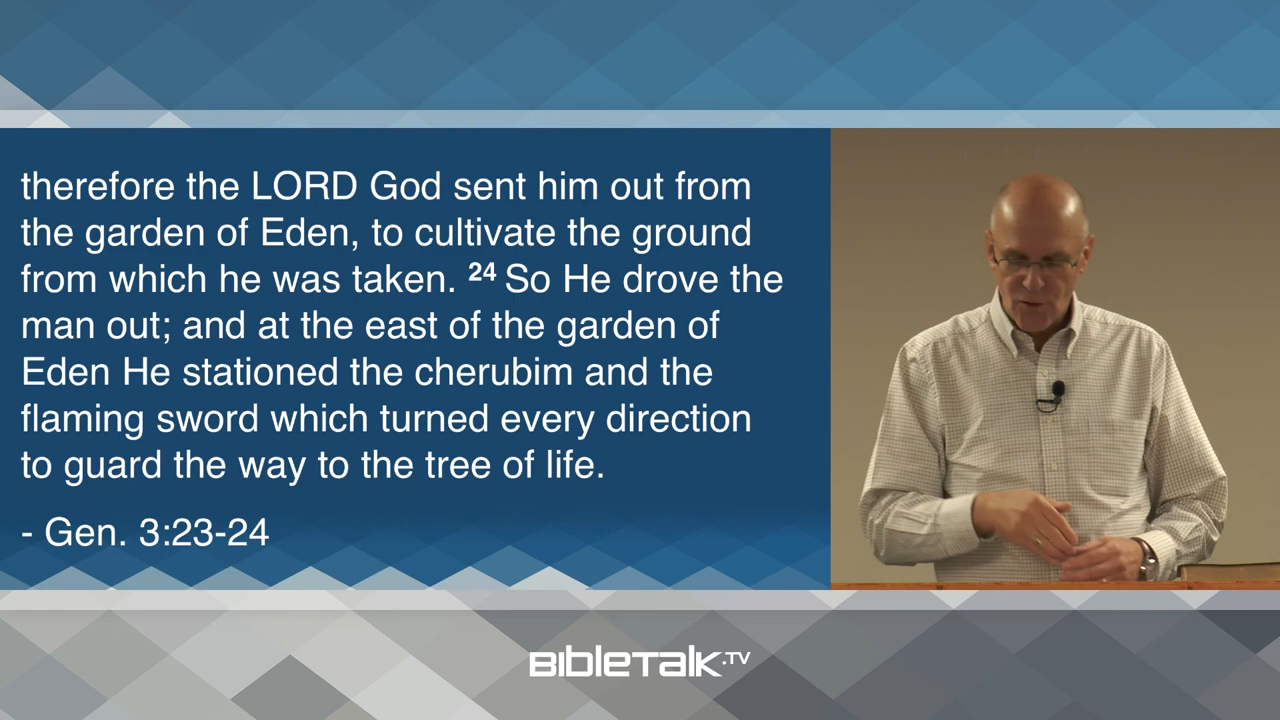 therefore the LORD God sent him out from
the garden of Eden, to cultivate the ground
from which he was taken. 24 So He drove the
man out; and at the east of the garden of
Eden He stationed the cherubim and the
flaming sword which turned every direction
to guard the way to the tree of life.
- Gen. 3:23-24
BIBLETALK.TV